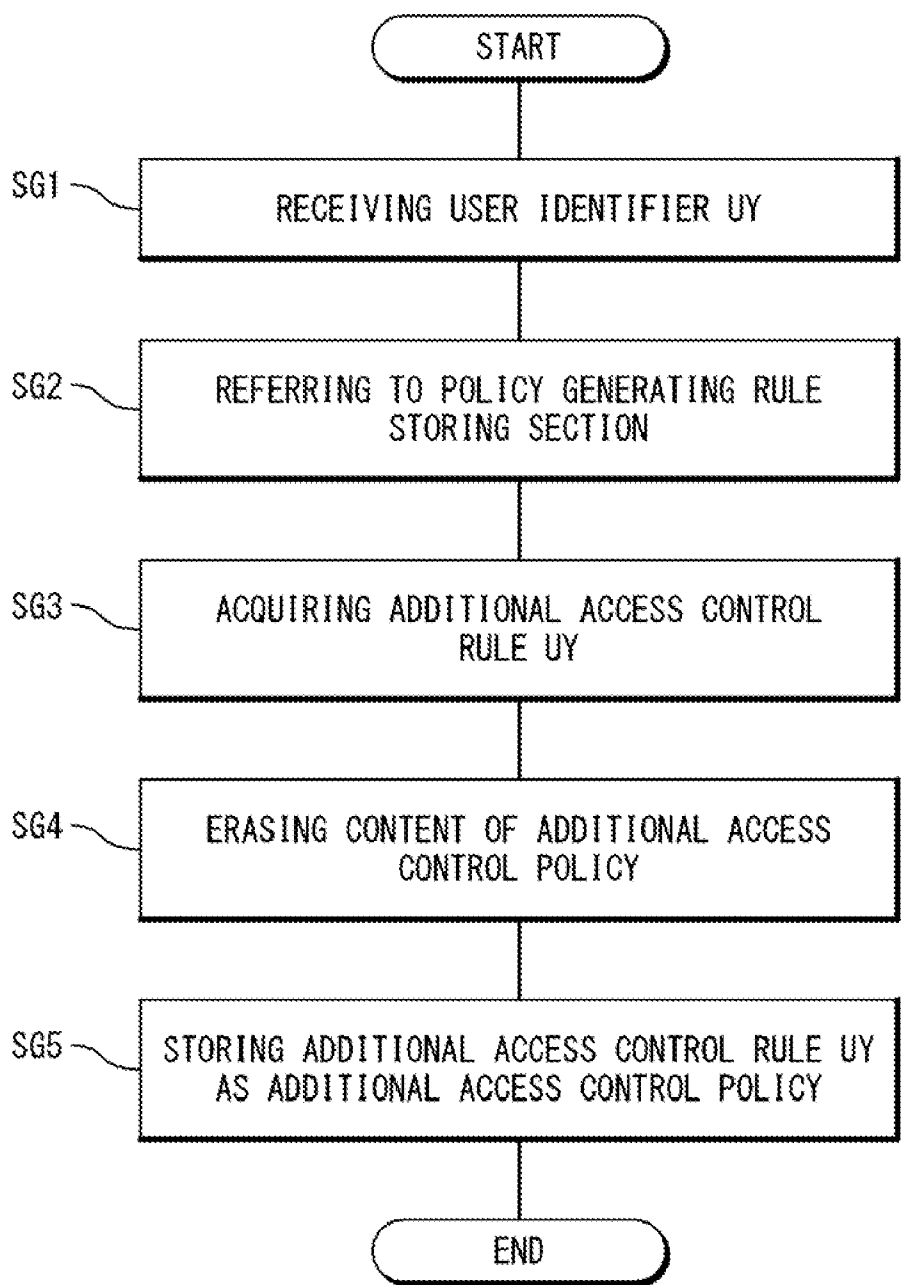 START
SG1
RECEIVING USER IDENTIFIER UY
SG2
REFERRING TO POLICY GENERATING RULE
STORING SECTION
SG3
ACQUIRING ADDITIONAL ACCESS CONTROL
RULE UY
SG4
ERASING CONTENT OF ADDITIONAL ACCESS
CONTROL POLICY
SG5
STORING ADDITIONAL ACCESS CONTROL RULE UY
AS ADDITIONAL ACCESS CONTROL POLICY
END